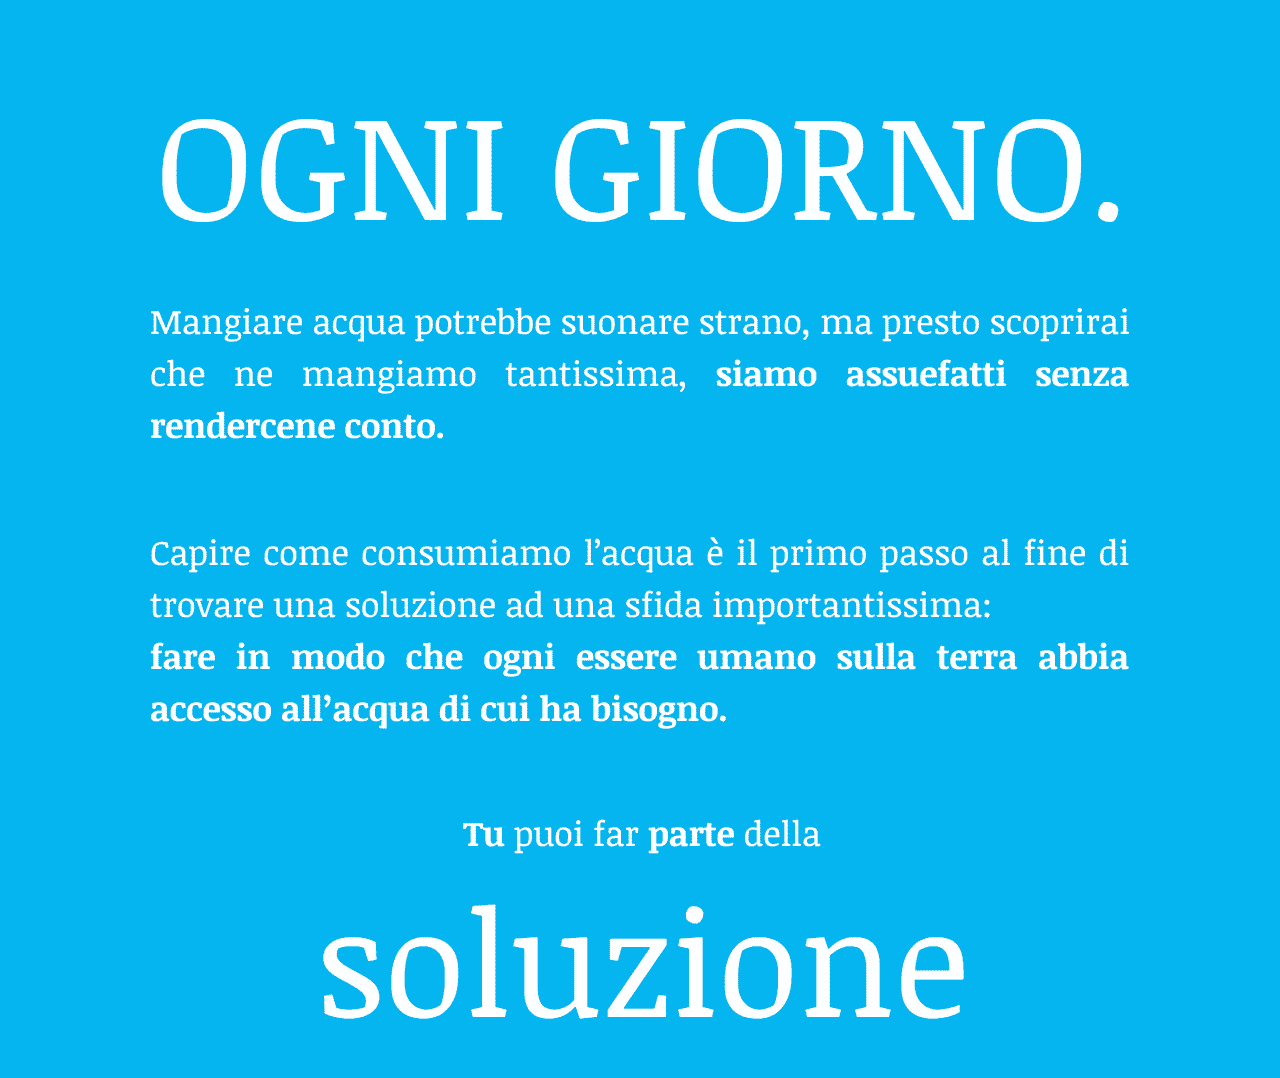 OGNI GIORNO.
Mangiare acqua potrebbe suonare strano, ma presto scoprirai
che ne mangiamo tantissima, siamo assuefatti senza
rendercene conto.
Capire come consumiamo l’acqua è il primo passo al fine di
trovare una soluzione ad una sfida importantissima:
fare in modo che ogni essere umano sulla terra abbia
accesso all’acqua di cui ha bisogno.
Tu puoi far parte della
soluzione